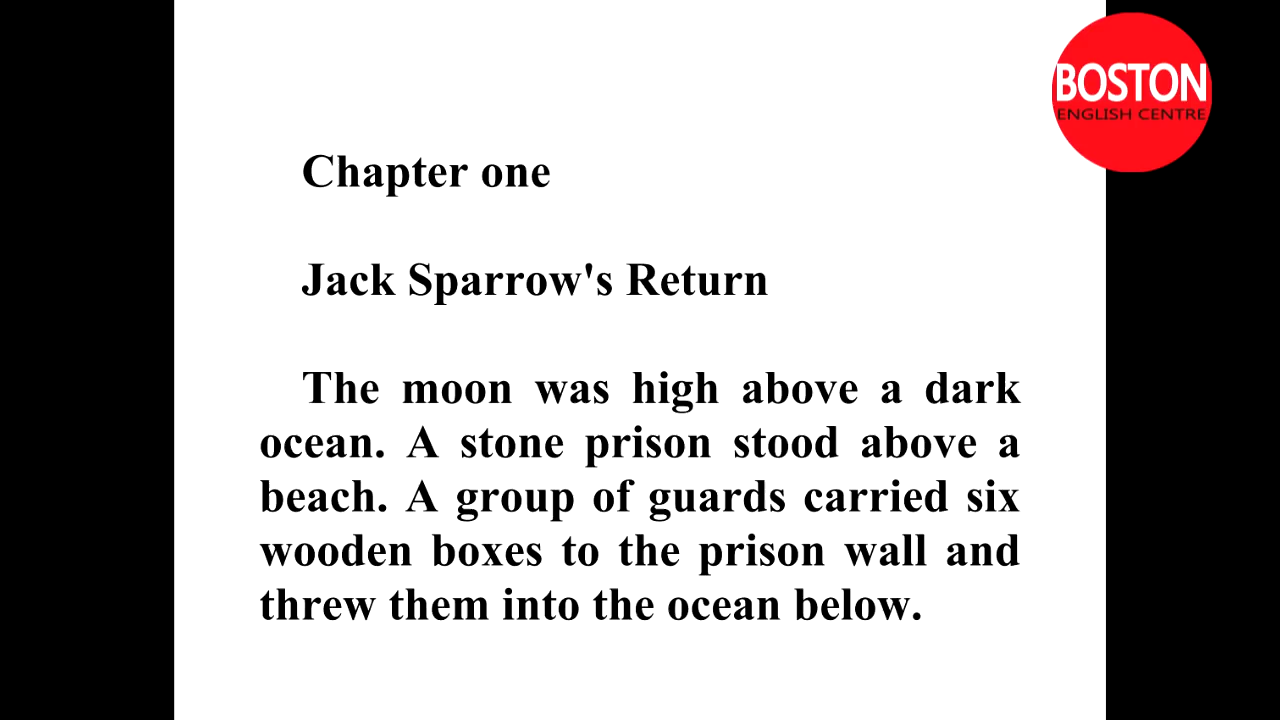 BOSTON
ENGLISH CENTRE
Chapter one
Jack Sparrow's Return
The moon was high above a dark
ocean. A stone prison stood above a
beach. A group of guards carried six
wooden boxes to the prison wall and
threw them into the ocean below.